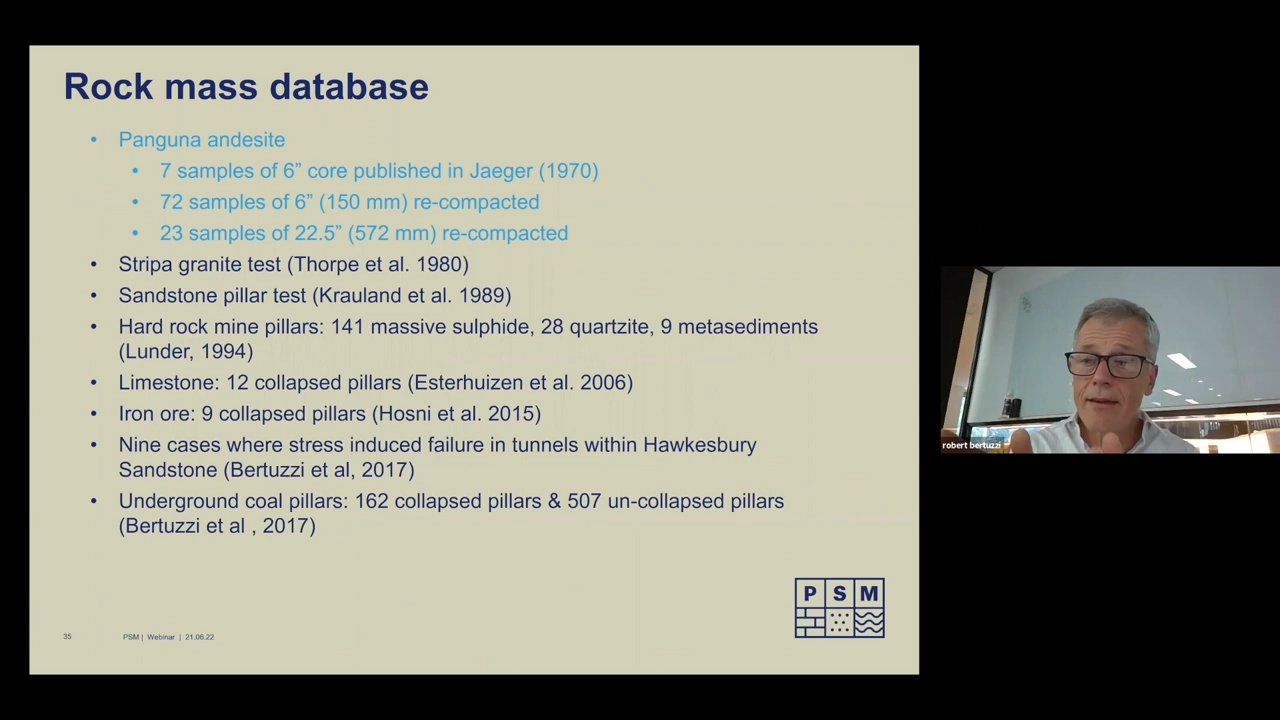 Rock mass database
• Panguna andesite
• 7 samples of 6” core published in Jaeger (1970)
• 72 samples of 6” (150 mm) re-compacted
• 23 samples of 22.5” (572 mm) re-compacted
• Stripa granite test (Thorpe et al. 1980)
• Sandstone pillar test (Krauland et al. 1989)
• Hard rock mine pillars: 141 massive sulphide, 28 quartzite, 9 metasediments
(Lunder, 1994)
• Limestone: 12 collapsed pillars (Esterhuizen et al. 2006)
• Iron ore: 9 collapsed pillars (Hosni et al. 2015)
• Nine cases where stress induced failure in tunnels within Hawkesbury
Sandstone (Bertuzzi et al, 2017)
• Underground coal pillars: 162 collapsed pillars & 507 un-collapsed pillars
(Bertuzzi et al , 2017)
P S M
35 PSM | Webinar | 21.06.22
robert bertuzzi